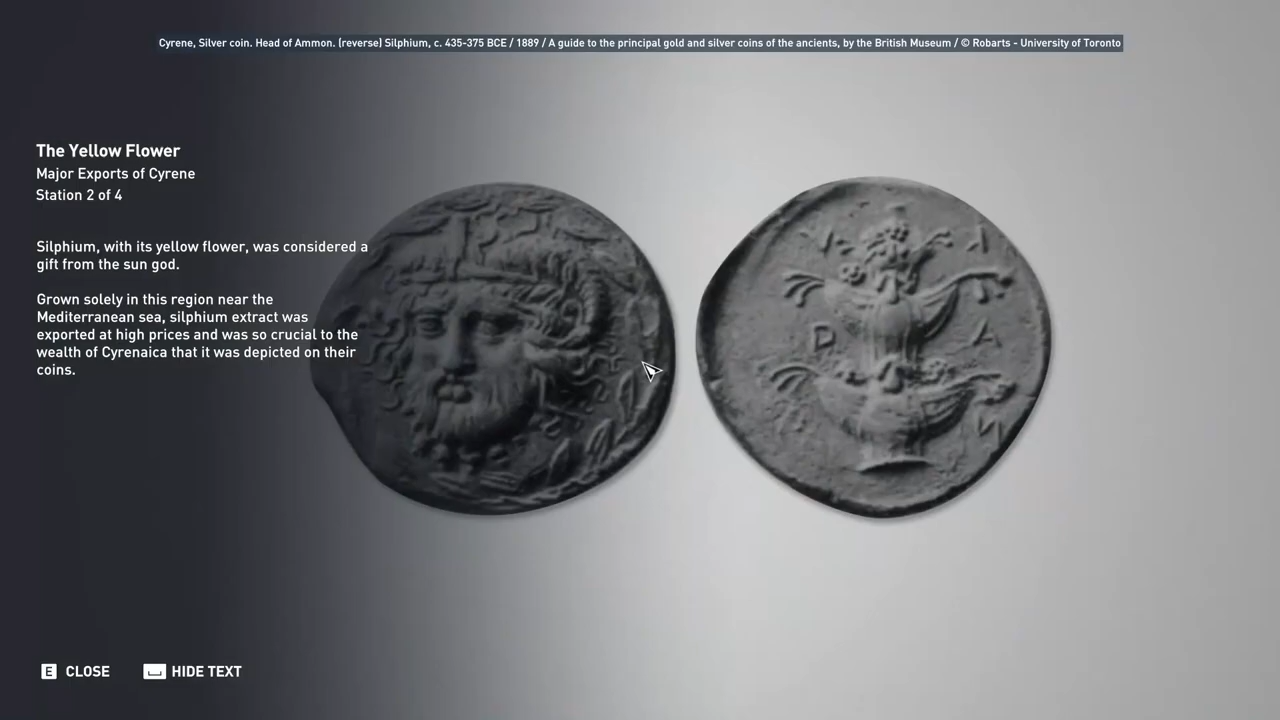 Cyrene, Silver coin. Head of Ammon. (reverse) Silphium, c. 435-375 BCE / 1889 / A guide to the principal gold and silver coins of the ancients, by the British Museum / © Robarts - University of Toronto
The Yellow Flower
Major Exports of Cyrene
Station 2 of 4
Silphium, with its yellow flower, was considered a
gift from the sun god.
Grown solely in this region near the
Mediterranean sea, silphium extract was
exported at high prices and was so crucial to the
wealth of Cyrenaica that it was depicted on their
coins.
E CLOSE
HIDE TEXT